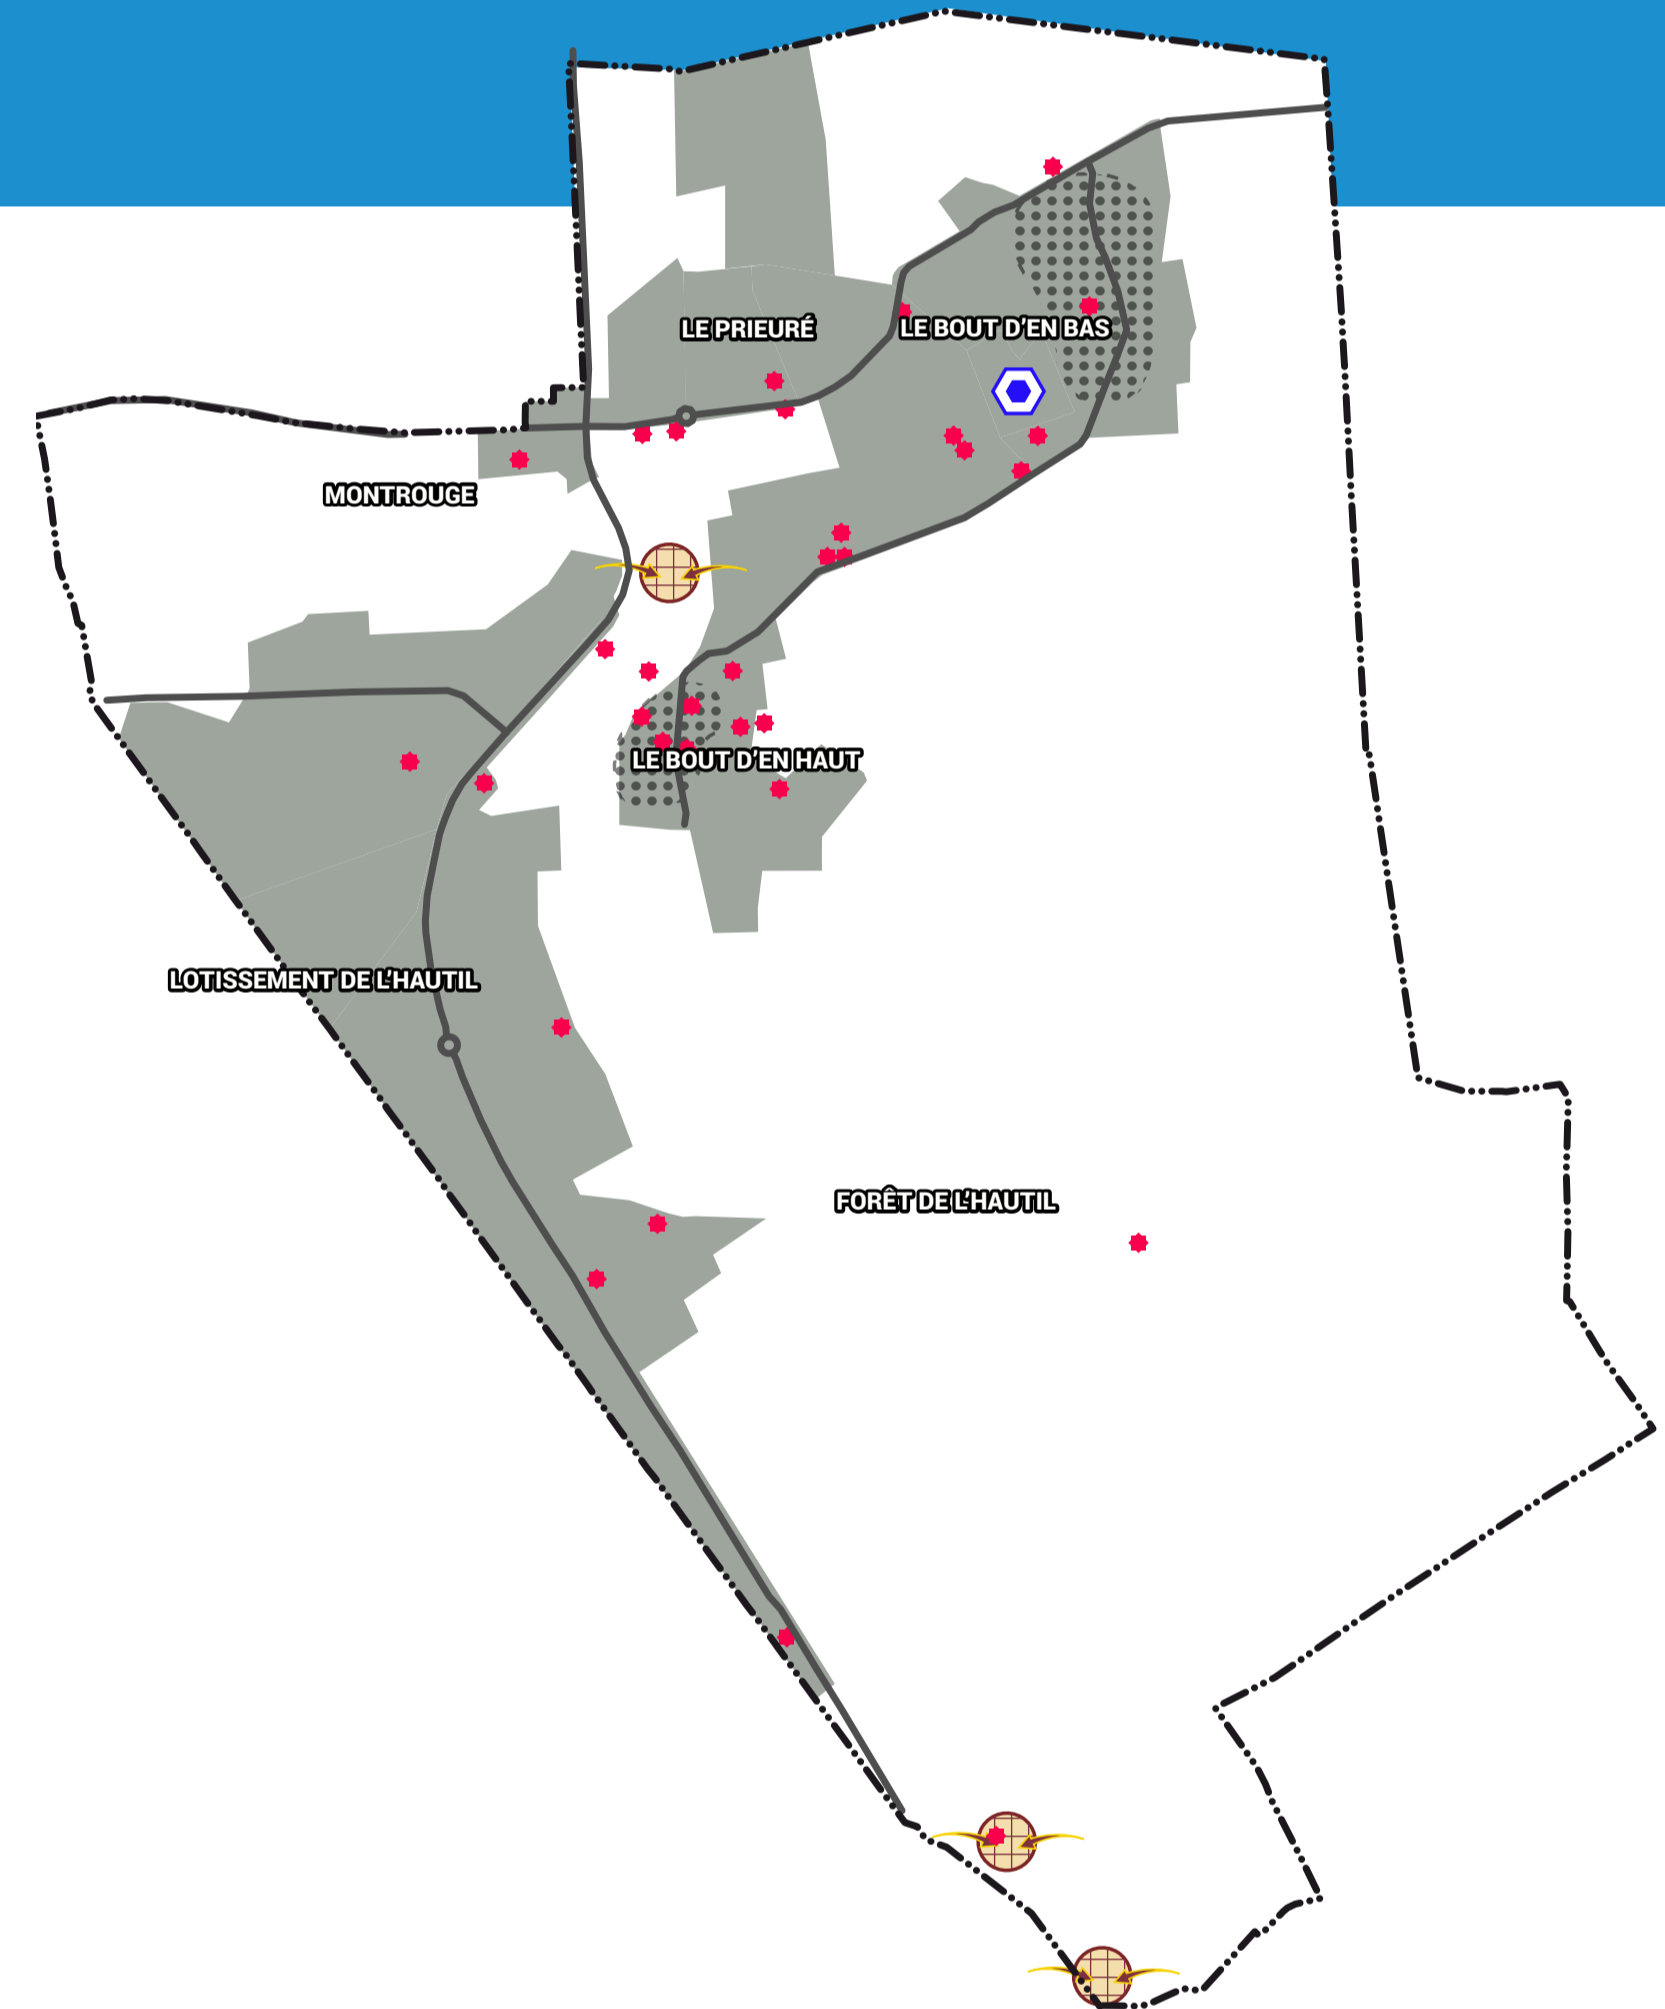 LE PRIEURÉ
LE BOUT D'EN BAS
MONTROUGE
LE BOUT D'EN HAUT
LOTISSEMENT DE L'HAUTIL
FORÊT DE L'HAUTIL